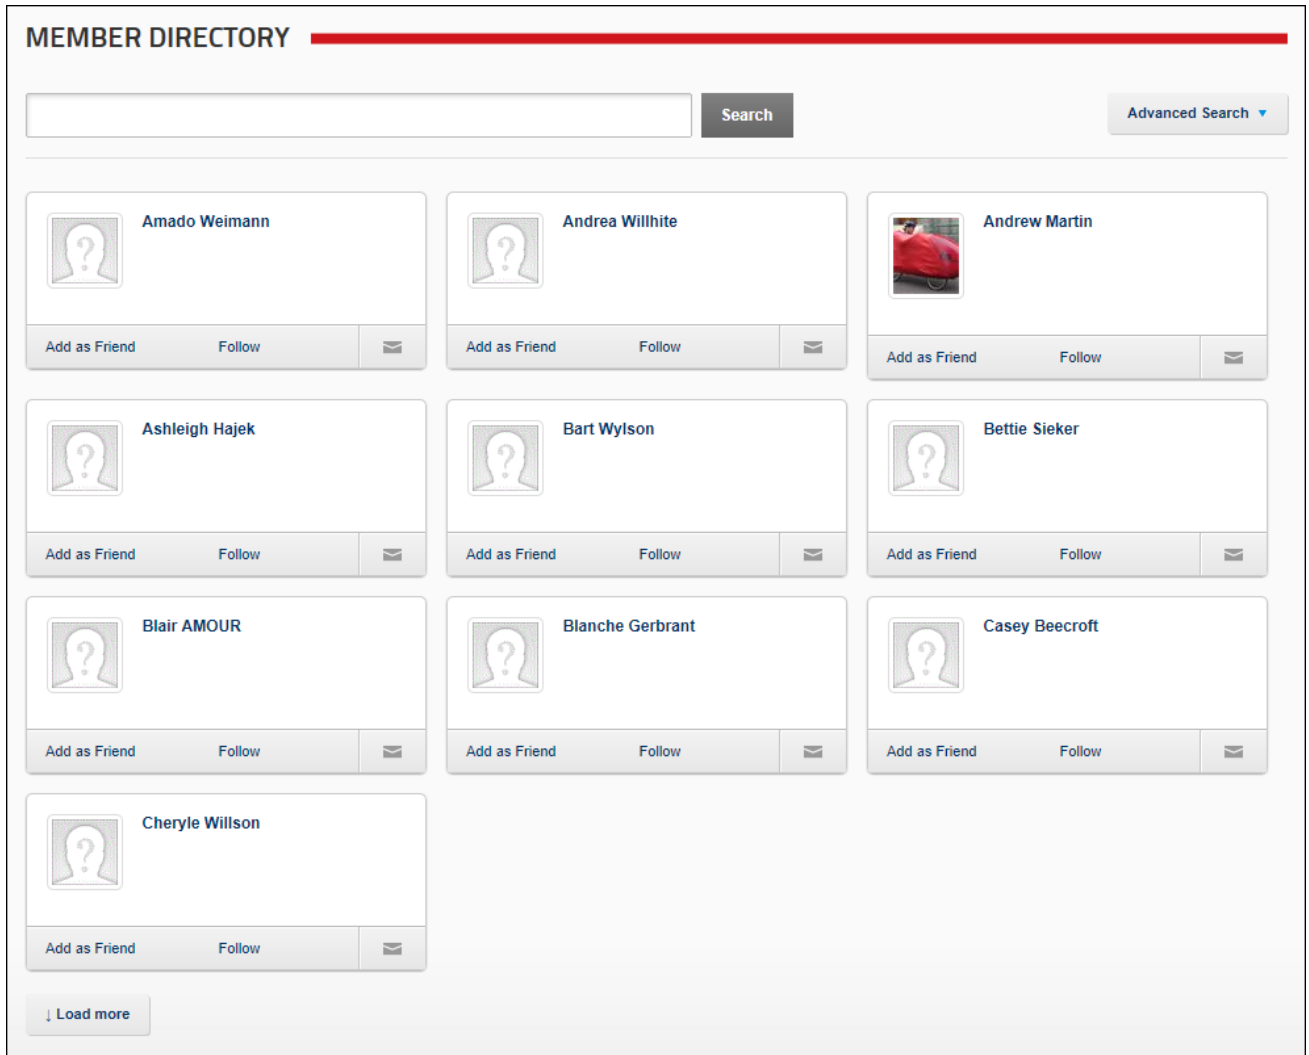 MEMBER DIRECTORY
Search
Advanced Search ▼
Amado Weimann
Andrea Willhite
Andrew Martin
Add as Friend Follow
Add as Friend Follow
Add as Friend Follow
Ashleigh Hajek
Bart Wylson
Bettie Sieker
Add as Friend Follow
Add as Friend Follow
Add as Friend Follow
Blair AMOUR
Blanche Gerbrant
Casey Beecroft
Add as Friend Follow
Add as Friend Follow
Add as Friend Follow
Cheryle Willson
Add as Friend Follow
↓ Load more